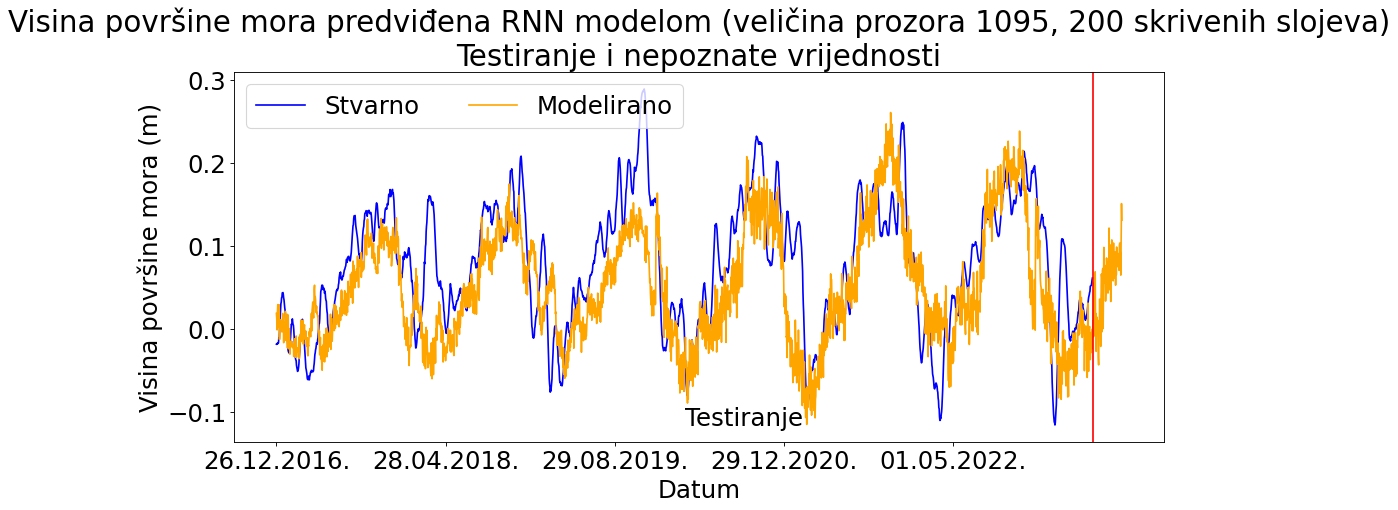 Visina površine mora predviđena RNN modelom (veličina prozora 1095, 200 skrivenih slojeva)
Testiranje i nepoznate vrijednosti
Stvarno
Modelirano
Visina površine mora (m)
0.3
0.2
0.1
0.0
−0.1
Testiranje
26.12.2016.
28.04.2018.
29.08.2019.
29.12.2020.
01.05.2022.
Datum